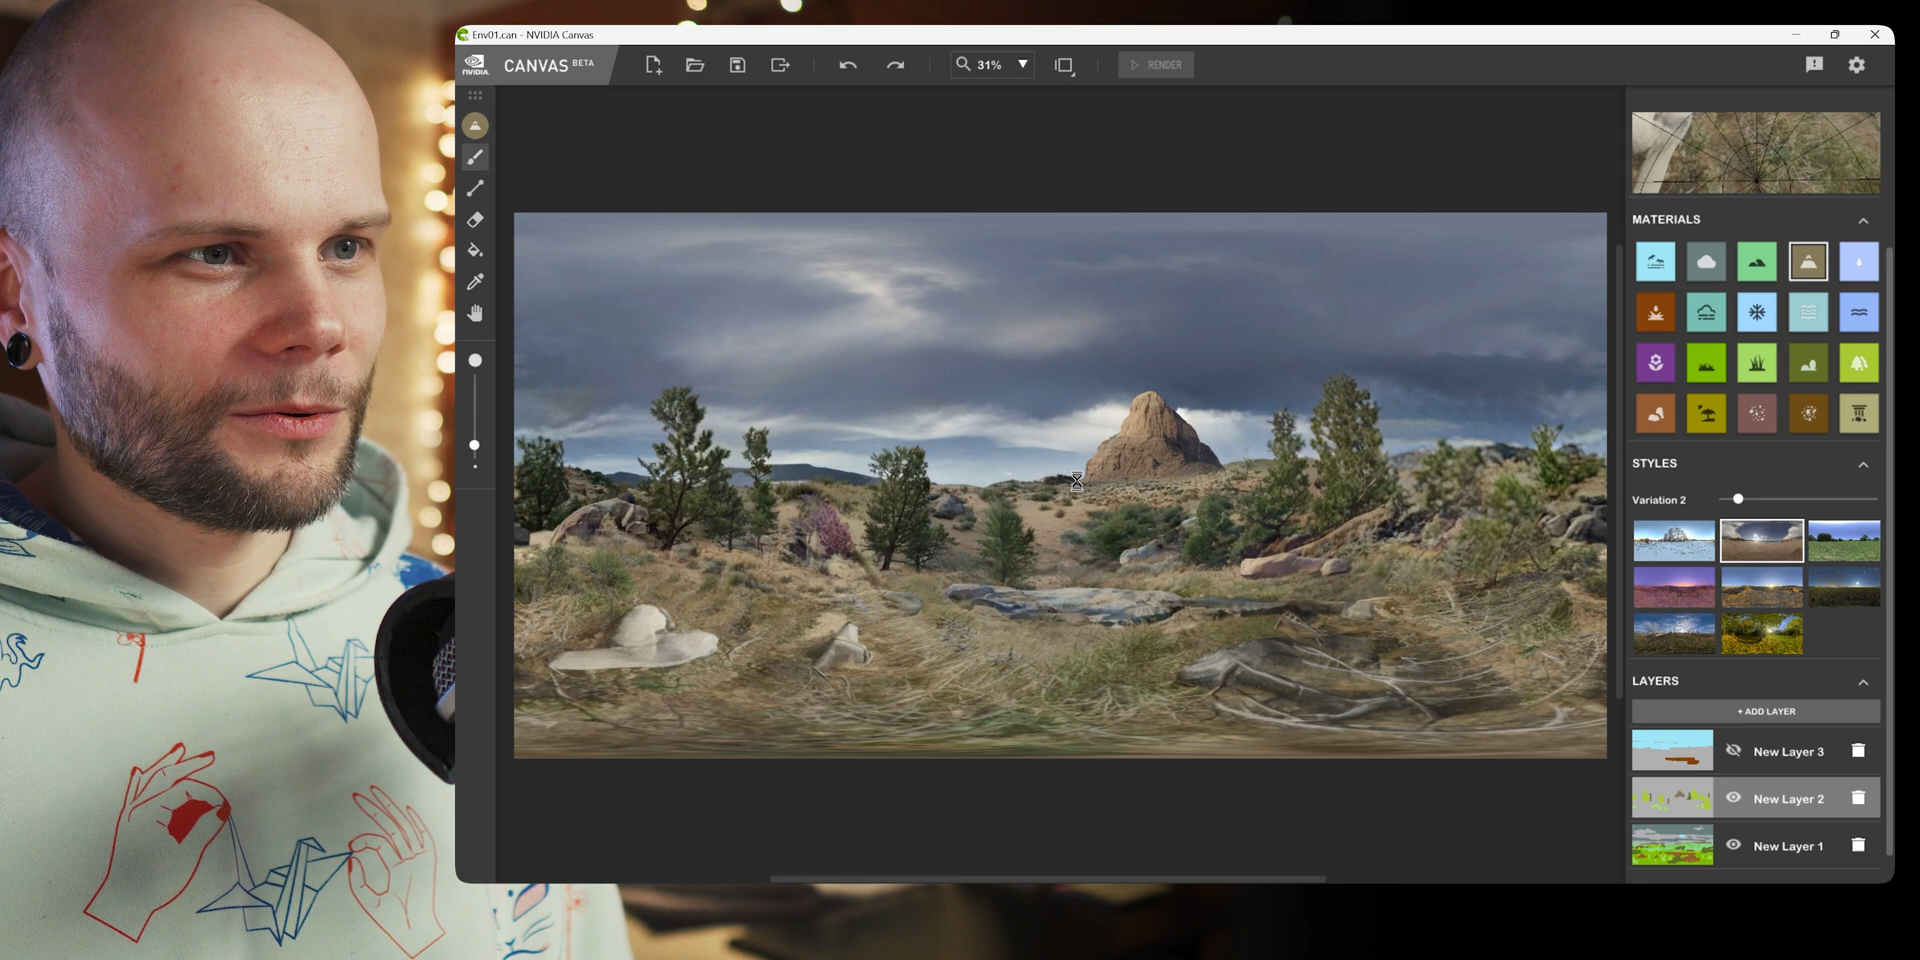 Env01.can - NVIDIA Canvas
NVIDIA.
CANVAS BETA
31%
RENDER
MATERIALS
STYLES
Variation 2
LAYERS
+ ADD LAYER
New Layer 3
New Layer 2
New Layer 1